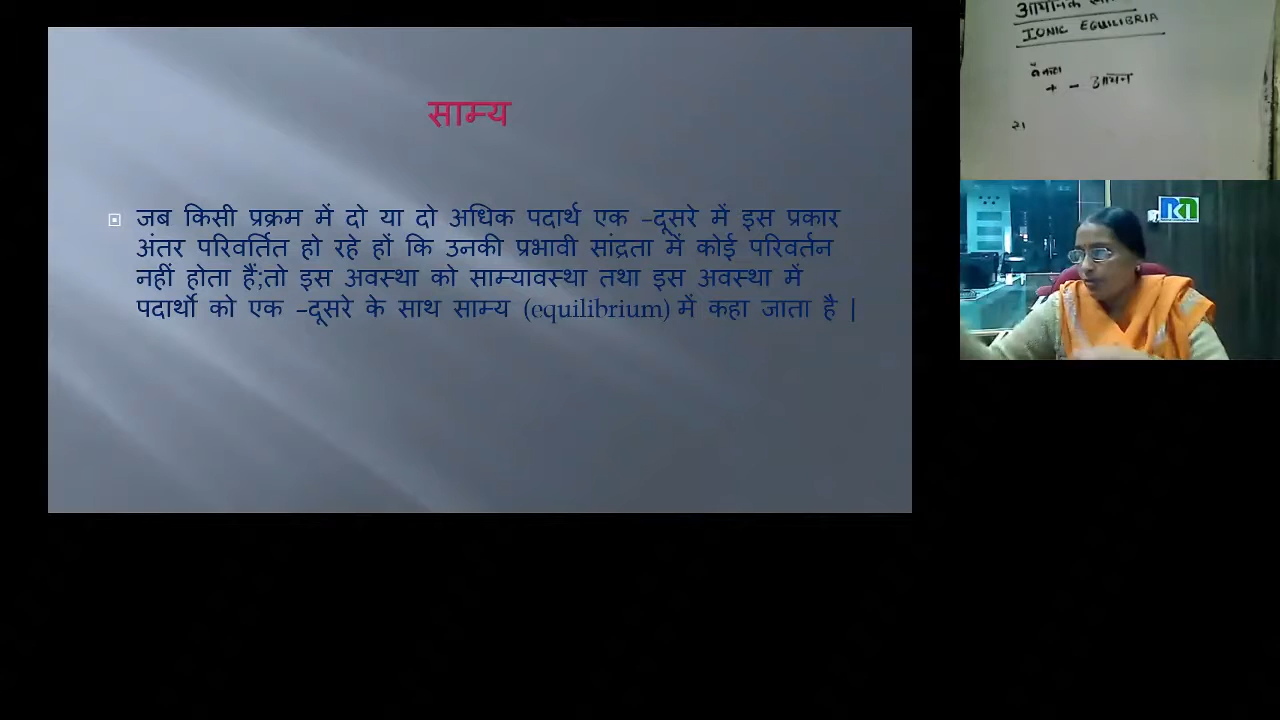 साम्य
जब किसी प्रक्रम में दो या दो अधिक पदार्थ एक –दूसरे में इस प्रकार
अंतर परिवर्तित हो रहे हों कि उनकी प्रभावी सांद्रता में कोई परिवर्तन
नहीं होता हैं;तो इस अवस्था को साम्यावस्था तथा इस अवस्था में
पदार्थो को एक –दूसरे के साथ साम्य (equilibrium) में कहा जाता है |
IONIC EQUILIBRIA
+ - आयन